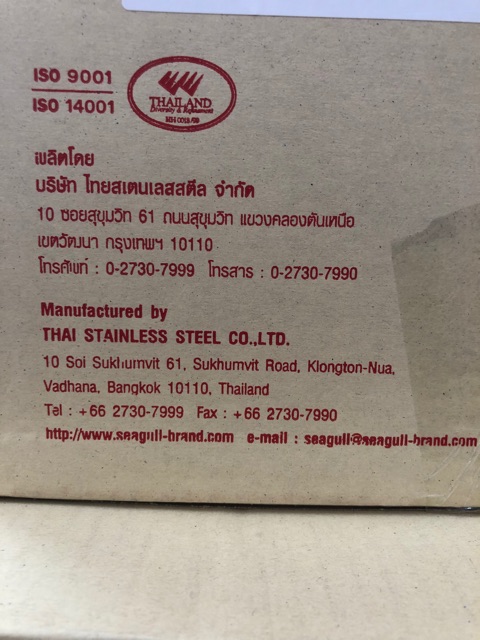 ISO 9001
ISO 14001
THAILAND
Diversity & Refinement
ผลิตโดย
บริษัท ไทยสเตนเลสสตีล จำกัด
10 ซอยสุขุมวิท 61 ถนนสุขุมวิท แขวงคลองตันเหนือ
เขตวัฒนา กรุงเทพฯ 10110
โทรศัพท์ : 0-2730-7999 โทรสาร : 0-2730-7990
Manufactured by
THAI STAINLESS STEEL CO.,LTD.
10 Soi Sukhumvit 61, Sukhumvit Road, Klongton-Nua,
Vadhana, Bangkok 10110, Thailand
Tel : +66 2730-7999 Fax : +66 2730-7990
http://www.seagull-brand.com e-mail : seagull@seagull-brand.com